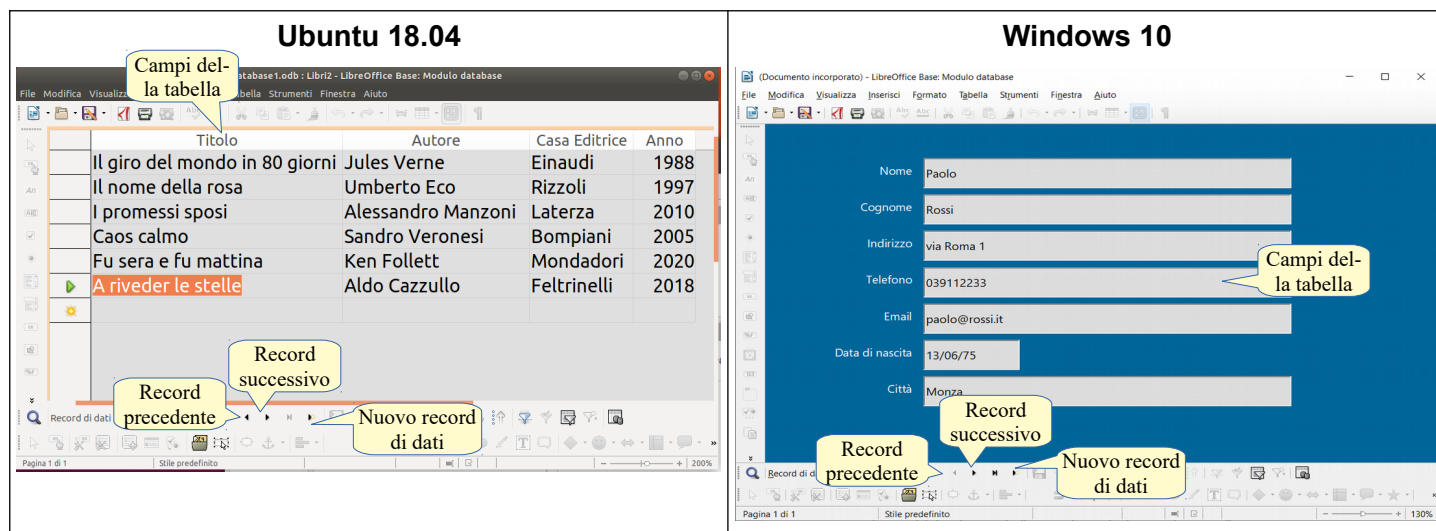 Ubuntu 18.04
Campi del-
la tabella
atabase1.odb : Libri2 - LibreOffice Base: Modulo database
File Modifica Visualiz bella Strumenti Finestra Aiuto
Titolo Autore Casa Editrice Anno
Il giro del mondo in 80 giorni Jules Verne Einaudi 1988
Il nome della rosa Umberto Eco Rizzoli 1997
I promessi sposi Alessandro Manzoni Laterza 2010
Caos calmo Sandro Veronesi Bompiani 2005
Fu sera e fu mattina Ken Follett Mondadori 2020
A riveder le stelle Aldo Cazzullo Feltrinelli 2018
Record
successivo
Record
precedente
Nuovo record
di dati
Record di dati
Pagina 1 di 1 Stile predefinito 200%
Windows 10
(Documento incorporato) - LibreOffice Base: Modulo database
File Modifica Visualizza Inserisci Formato Tabella Strumenti Finestra Aiuto
Nome Paolo
Cognome Rossi
Indirizzo via Roma 1
Campi del-
la tabella
Telefono 039112233
Email paolo@rossi.it
Data di nascita 13/06/75
Città Monza
Record
successivo
Record
precedente
Nuovo record
di dati
Record di d
Pagina 1 di 1 Stile predefinito 130%